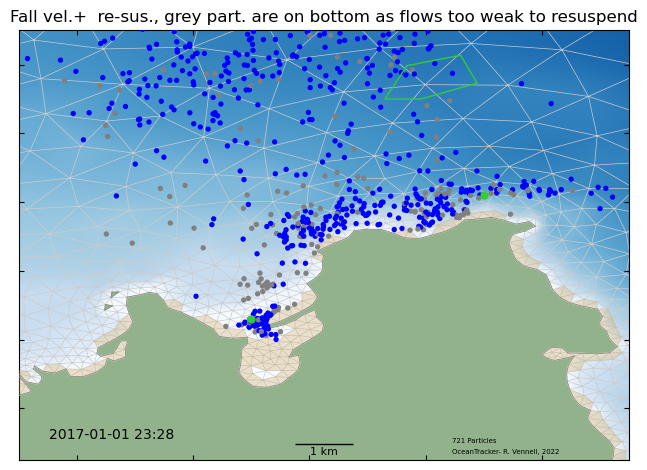 Fall vel.+ re-sus., grey part. are on bottom as flows too weak to resuspend
2017-01-01 23:28
1 km
721 Particles
OceanTracker- R. Vennell, 2022